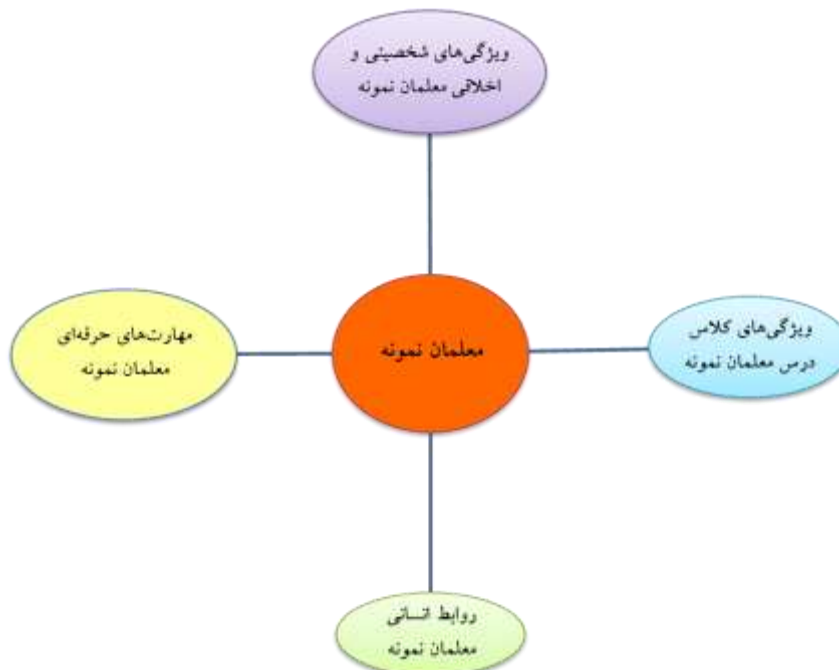 ویژگی‌های شخصیتی و
اخلاقی معلمان نمونه
معلمان نمونه
ویژگی‌های کلاس
درس معلمان نمونه
مهارت‌های حرفه‌ای
معلمان نمونه
روابط انسانی
معلمان نمونه